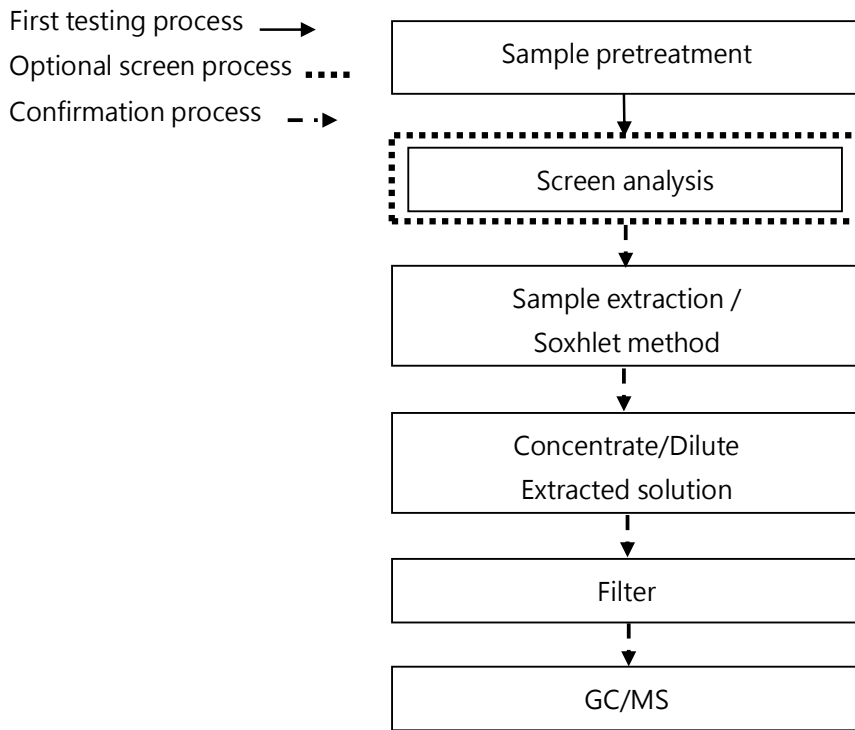 First testing process
Optional screen process
Confirmation process
Sample pretreatment
Screen analysis
Sample extraction /
Soxhlet method
Concentrate/Dilute
Extracted solution
Filter
GC/MS